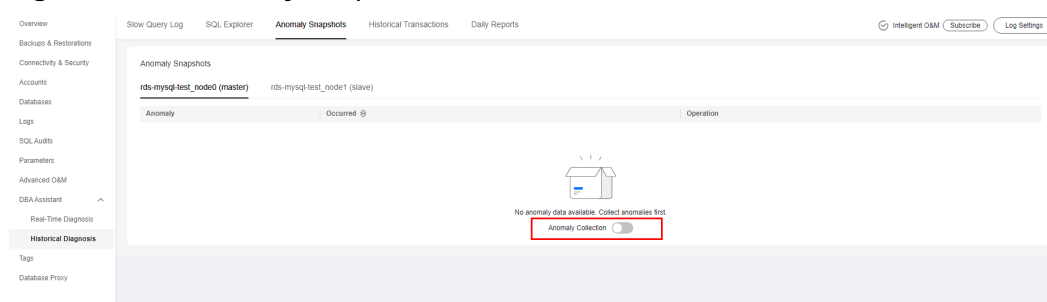 Overview
Backups & Restorations
Connectivity & Security
Accounts
Databases
Logs
SQL Audits
Parameters
Advanced O&M
DBA Assistant
Real-Time Diagnosis
Historical Diagnosis
Tags
Database Proxy
Slow Query Log SQL Explorer Anomaly Snapshots Historical Transactions Daily Reports
Intelligent O&M Subscribe Log Settings
Anomaly Snapshots
rds-mysql-test_node0 (master) rds-mysql-test_node1 (slave)
Anomaly Occurred Operation
No anomaly data available. Collect anomalies first.
Anomaly Collection